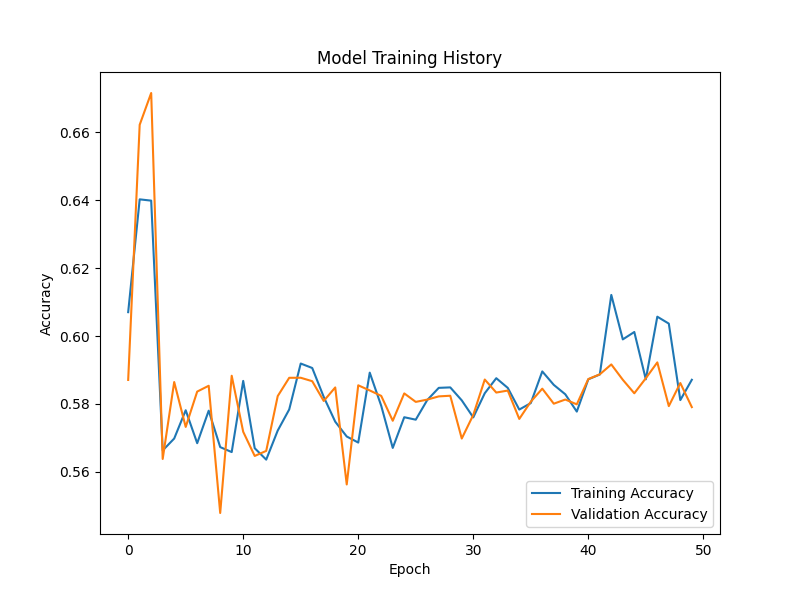 Model Training History
Accuracy
0.66
0.64
0.62
0.60
0.58
0.56
0
10
20
30
40
50
Epoch
Training Accuracy
Validation Accuracy